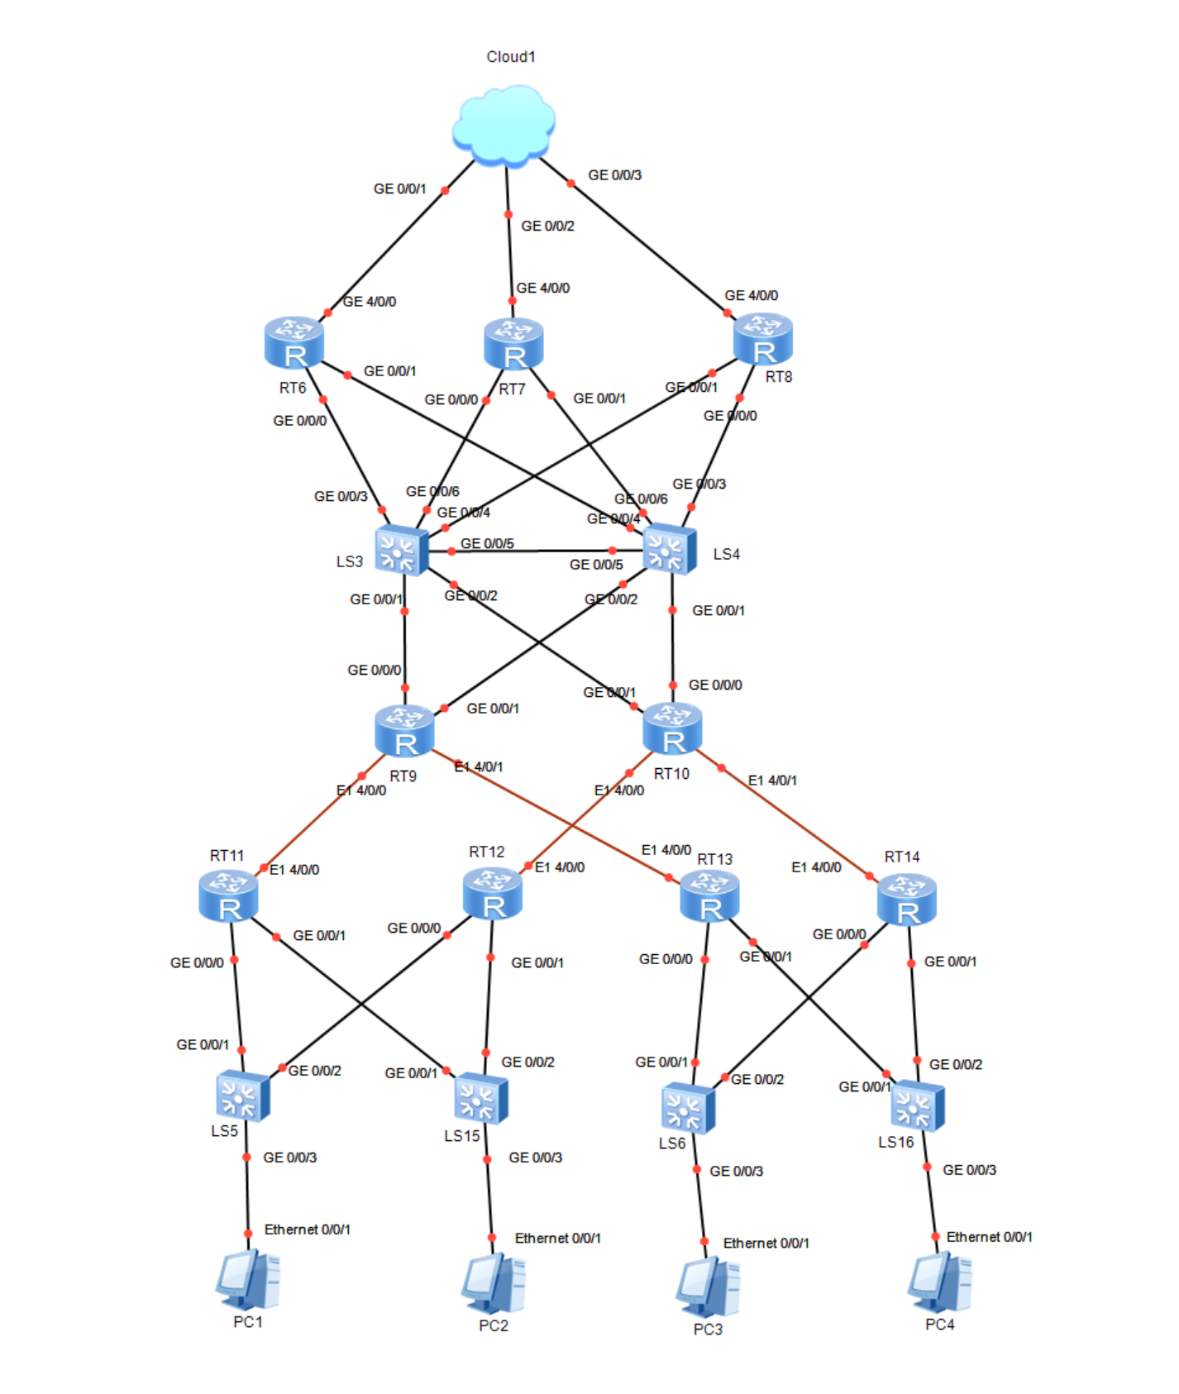 Cloud1
GE 0/0/1
GE 0/0/3
GE 0/0/2
GE 4/0/0
GE 4/0/0
GE 4/0/0
RT6
RT7
RT8
GE 0/0/1
GE 0/0/0
GE 0/0/0
GE 0/0/1
GE 0/0/1
GE 0/0/0
GE 0/0/3
GE 0/0/6
GE 0/0/4
GE 0/0/6
GE 0/0/4
GE 0/0/3
LS3
GE 0/0/5
GE 0/0/5
LS4
GE 0/0/1
GE 0/0/2
GE 0/0/2
GE 0/0/1
GE 0/0/0
GE 0/0/1
GE 0/0/1
GE 0/0/0
RT9
RT10
E1 4/0/0
E1 4/0/1
E1 4/0/0
E1 4/0/1
RT11
RT12
RT13
RT14
E1 4/0/0
E1 4/0/0
E1 4/0/0
E1 4/0/0
GE 0/0/0
GE 0/0/1
GE 0/0/0
GE 0/0/1
GE 0/0/0
GE 0/0/1
GE 0/0/0
GE 0/0/1
GE 0/0/1
GE 0/0/2
GE 0/0/1
GE 0/0/2
GE 0/0/1
GE 0/0/2
GE 0/0/1
GE 0/0/2
LS5
LS15
LS6
LS16
GE 0/0/3
GE 0/0/3
GE 0/0/3
GE 0/0/3
Ethernet 0/0/1
Ethernet 0/0/1
Ethernet 0/0/1
Ethernet 0/0/1
PC1
PC2
PC3
PC4